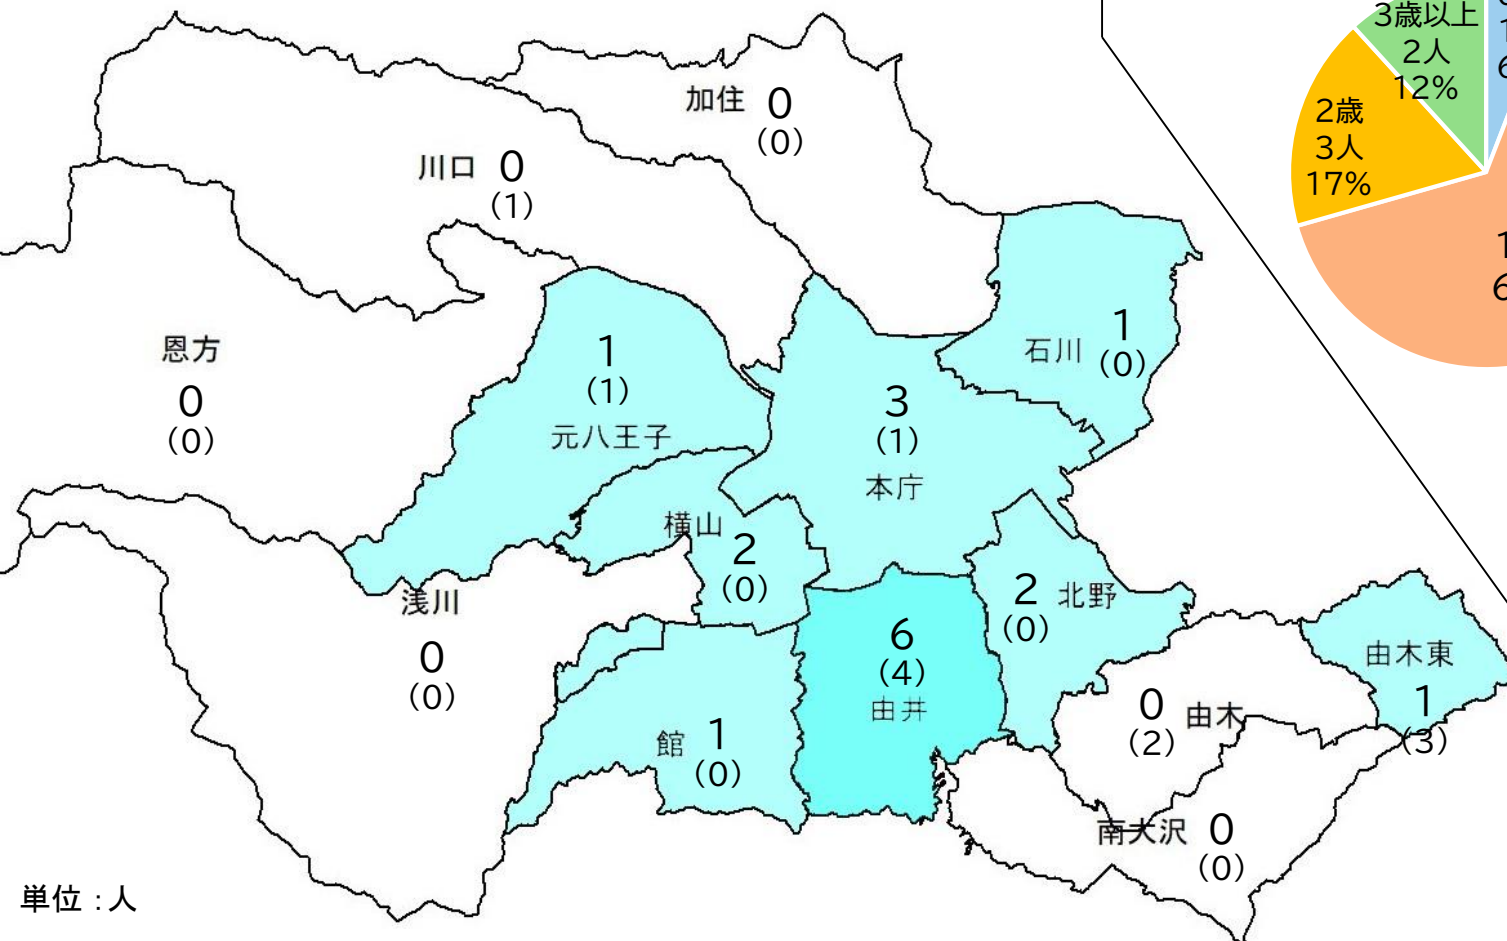 加住 0
(0)
川口 0
(1)
恩方
0
(0)
1
(1)
元八王子
石川 1
(0)
3
(1)
本庁
横山
2
(0)
浅川
0
(0)
6
(4)
由井
2 北野
(0)
由木東
1
(3)
0 由木
(2)
館 1
(0)
南大沢 0
(0)
単位：人
3歳以上
2人
12%
2歳
3人
17%